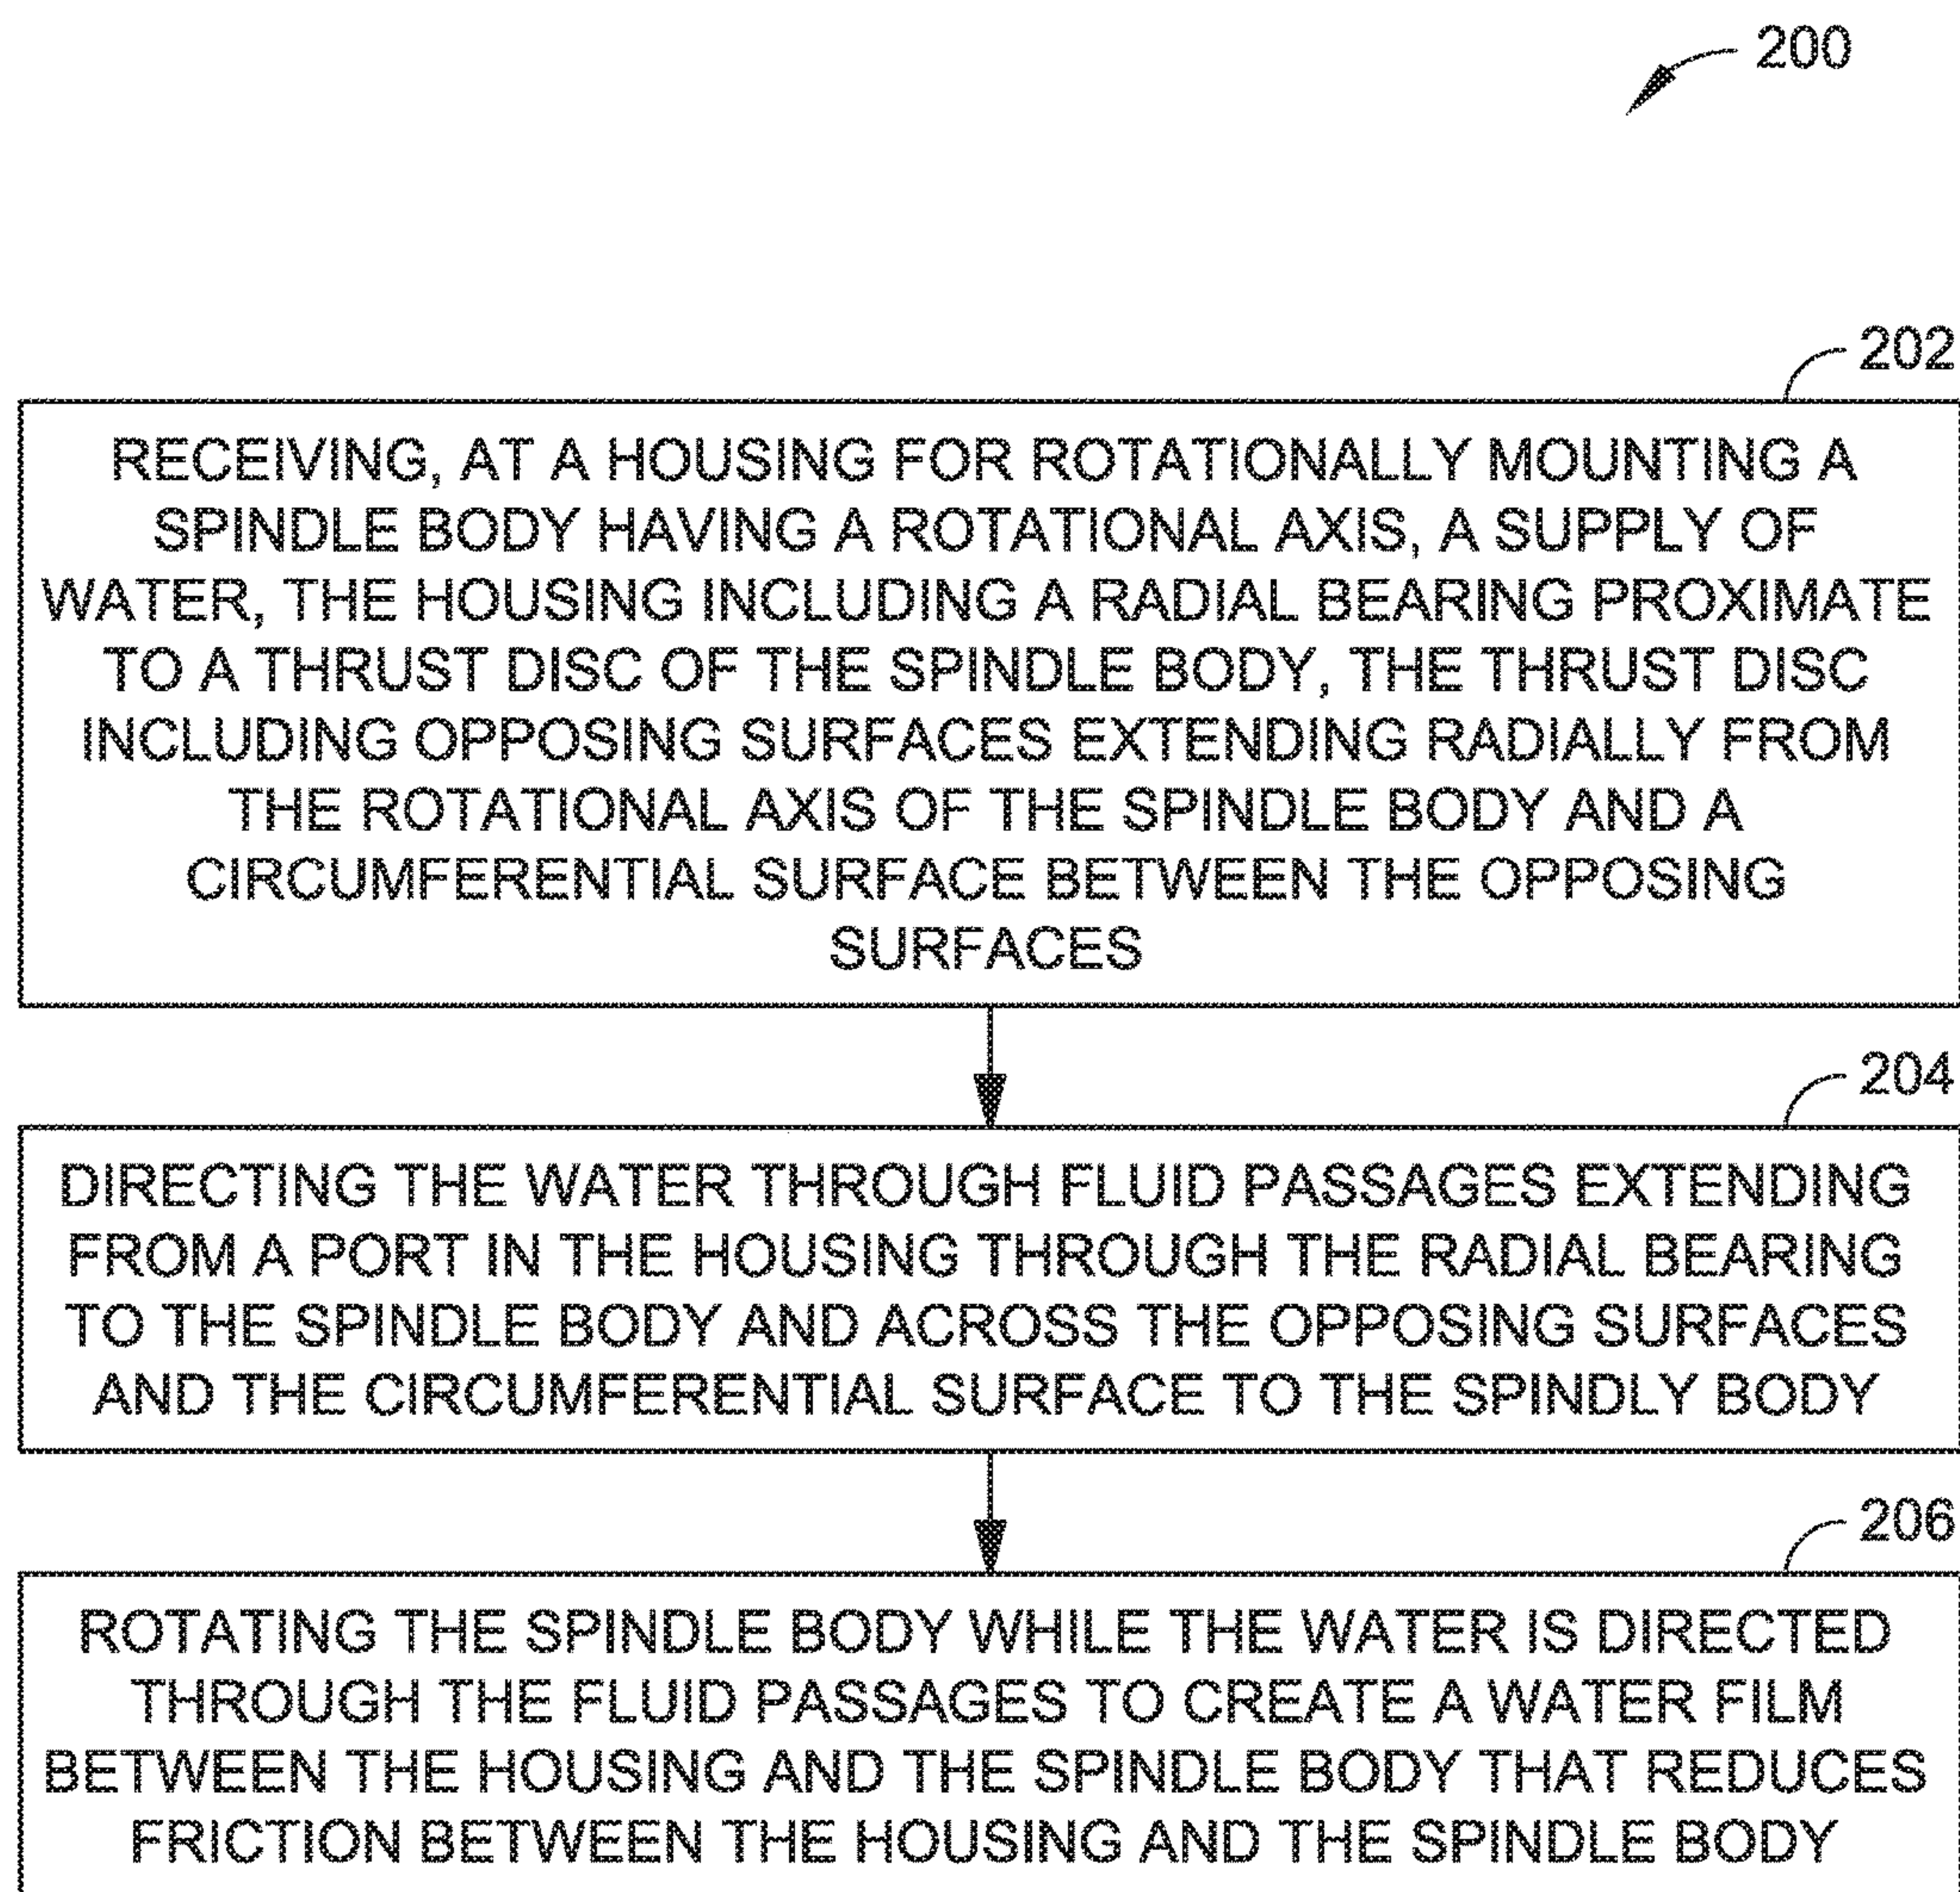 200
202
RECEIVING, AT A HOUSING FOR ROTATIONALLY MOUNTING A
SPINDLE BODY HAVING A ROTATIONAL AXIS, A SUPPLY OF
WATER, THE HOUSING INCLUDING A RADIAL BEARING PROXIMATE
TO A THRUST DISC OF THE SPINDLE BODY, THE THRUST DISC
INCLUDING OPPOSING SURFACES EXTENDING RADIALLY FROM
THE ROTATIONAL AXIS OF THE SPINDLE BODY AND A
CIRCUMFERENTIAL SURFACE BETWEEN THE OPPOSING
SURFACES
204
DIRECTING THE WATER THROUGH FLUID PASSAGES EXTENDING
FROM A PORT IN THE HOUSING THROUGH THE RADIAL BEARING
TO THE SPINDLE BODY AND ACROSS THE OPPOSING SURFACES
AND THE CIRCUMFERENTIAL SURFACE TO THE SPINDLY BODY
206
ROTATING THE SPINDLE BODY WHILE THE WATER IS DIRECTED
THROUGH THE FLUID PASSAGES TO CREATE A WATER FILM
BETWEEN THE HOUSING AND THE SPINDLE BODY THAT REDUCES
FRICTION BETWEEN THE HOUSING AND THE SPINDLE BODY